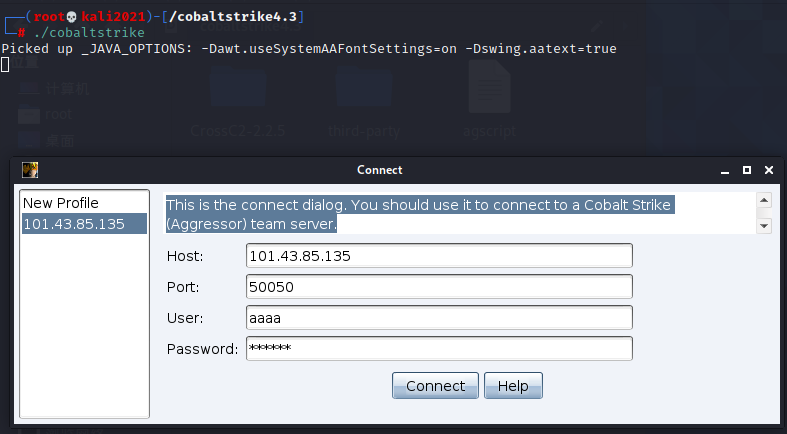 (root💀kali2021)-[/cobaltstrike4.3]
# ./cobaltstrike
Picked up _JAVA_OPTIONS: -Dawt.useSystemAAFontSettings=on -Dswing.aatext=true
计算机
root
桌面
CrossC2-2.2.5
third-party
agscript
Connect
New Profile
101.43.85.135
This is the connect dialog. You should use it to connect to a Cobalt Strike
(Aggressor) team server.
Host:
101.43.85.135
Port:
50050
User:
aaaa
Password:
******
Connect
Help